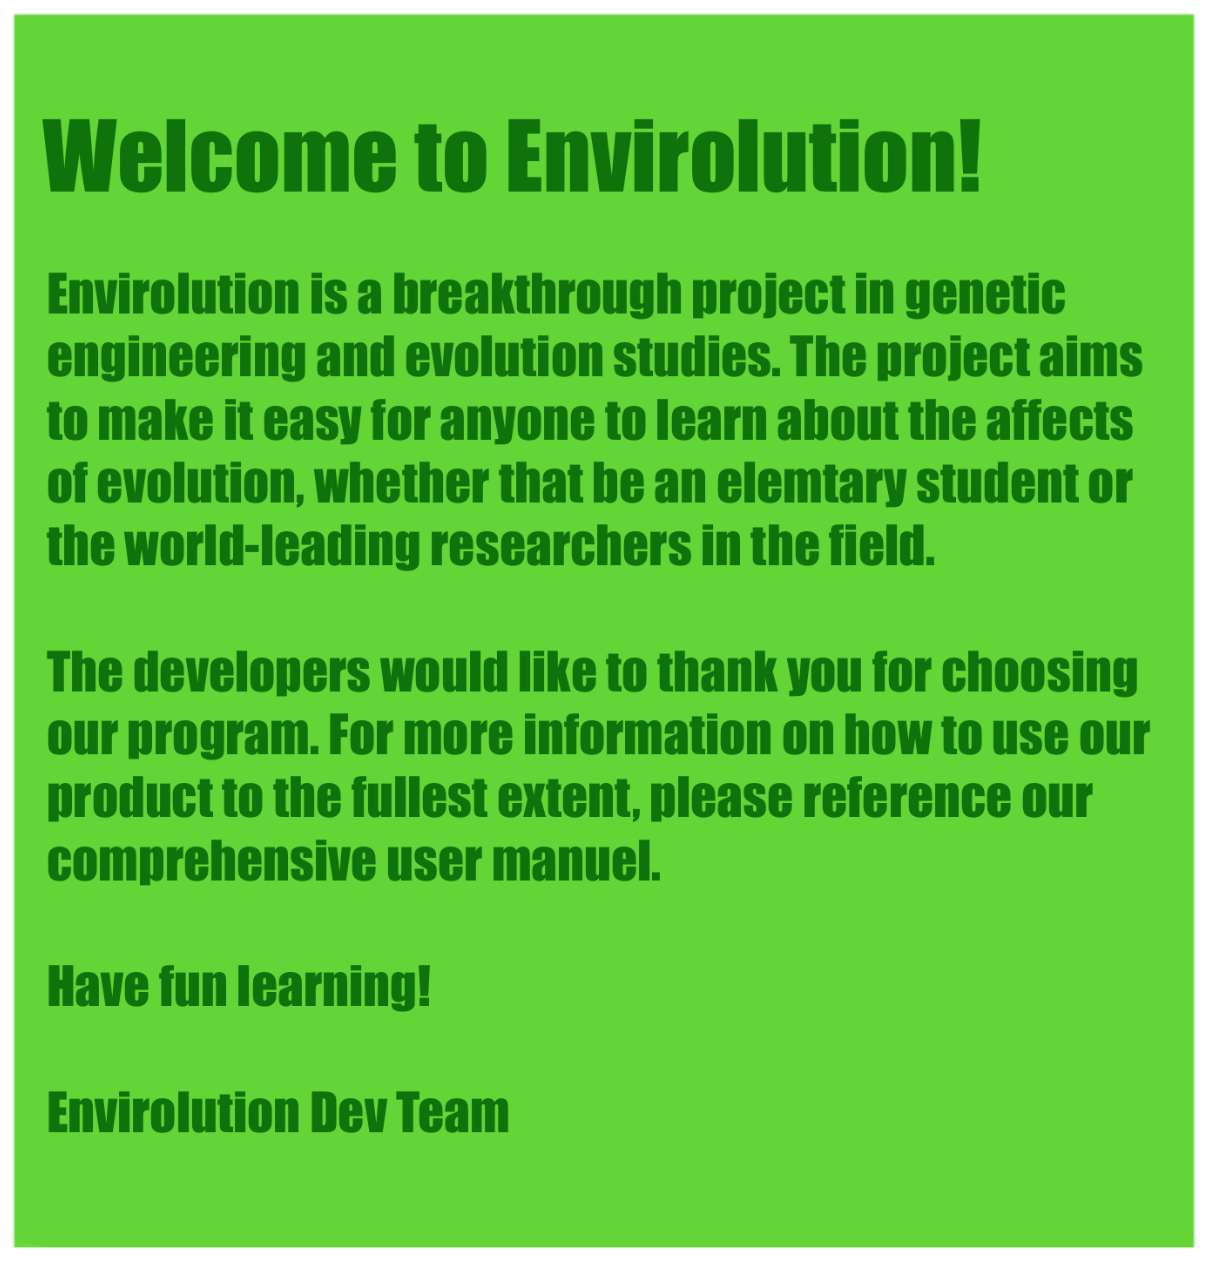 Welcome to Envirolution!
Envirolution is a breakthrough project in genetic
engineering and evolution studies. The project aims
to make it easy for anyone to learn about the affects
of evolution, whether that be an elemtary student or
the world-leading researchers in the field.
The developers would like to thank you for choosing
our program. For more information on how to use our
product to the fullest extent, please reference our
comprehensive user manuel.
Have fun learning!
Envirolution Dev Team